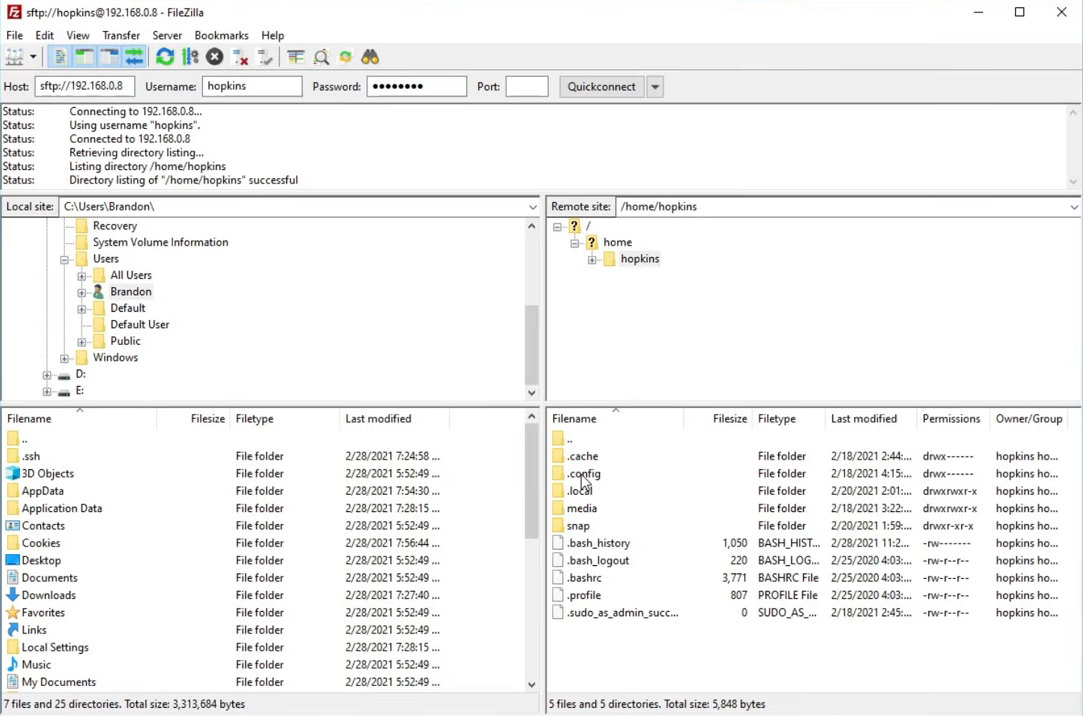 sftp://hopkins@192.168.0.8 - FileZilla
File Edit View Transfer Server Bookmarks Help
Host: sftp://192.168.0.8 Username: hopkins Password: ●●●●●●●● Port: Quickconnect
Status: Connecting to 192.168.0.8...
Status: Using username "hopkins".
Status: Connected to 192.168.0.8
Status: Retrieving directory listing...
Status: Listing directory /home/hopkins
Status: Directory listing of "/home/hopkins" successful
Local site: C:\Users\Brandon\
Recovery
System Volume Information
Users
All Users
Brandon
Default
Default User
Public
Windows
D:
E:
Remote site: /home/hopkins
/
home
hopkins
Filename Filesize Filetype Last modified
..
.ssh File folder 2/28/2021 7:24:58 ...
3D Objects File folder 2/28/2021 5:52:49 ...
AppData File folder 2/28/2021 7:54:30 ...
Application Data File folder 2/28/2021 7:28:15 ...
Contacts File folder 2/28/2021 5:52:49 ...
Cookies File folder 2/28/2021 7:56:44 ...
Desktop File folder 2/28/2021 5:52:49 ...
Documents File folder 2/28/2021 5:52:49 ...
Downloads File folder 2/28/2021 7:27:40 ...
Favorites File folder 2/28/2021 5:52:49 ...
Links File folder 2/28/2021 5:52:49 ...
Local Settings File folder 2/28/2021 7:28:15 ...
Music File folder 2/28/2021 5:52:49 ...
My Documents File folder 2/28/2021 5:52:49 ...
7 files and 25 directories. Total size: 3,313,684 bytes
Filename Filesize Filetype Last modified Permissions Owner/Group
..
.cache File folder 2/18/2021 2:44:... drwx------ hopkins ho...
.config File folder 2/18/2021 4:15:... drwx------ hopkins ho...
.local File folder 2/20/2021 2:01:... drwxrwxr-x hopkins ho...
media File folder 2/18/2021 3:22:... drwxrwxr-x hopkins ho...
snap File folder 2/20/2021 1:59:... drwxr-xr-x hopkins ho...
.bash_history 1,050 BASH_HIST... 2/28/2021 11:2... -rw------- hopkins ho...
.bash_logout 220 BASH_LOG... 2/25/2020 4:03:... -rw-r--r-- hopkins ho...
.bashrc 3,771 BASHRC File 2/25/2020 4:03:... -rw-r--r-- hopkins ho...
.profile 807 PROFILE File 2/25/2020 4:03:... -rw-r--r-- hopkins ho...
.sudo_as_admin_succ... 0 SUDO_AS_... 2/18/2021 2:45:... -rw-r--r-- hopkins ho...
5 files and 5 directories. Total size: 5,848 bytes